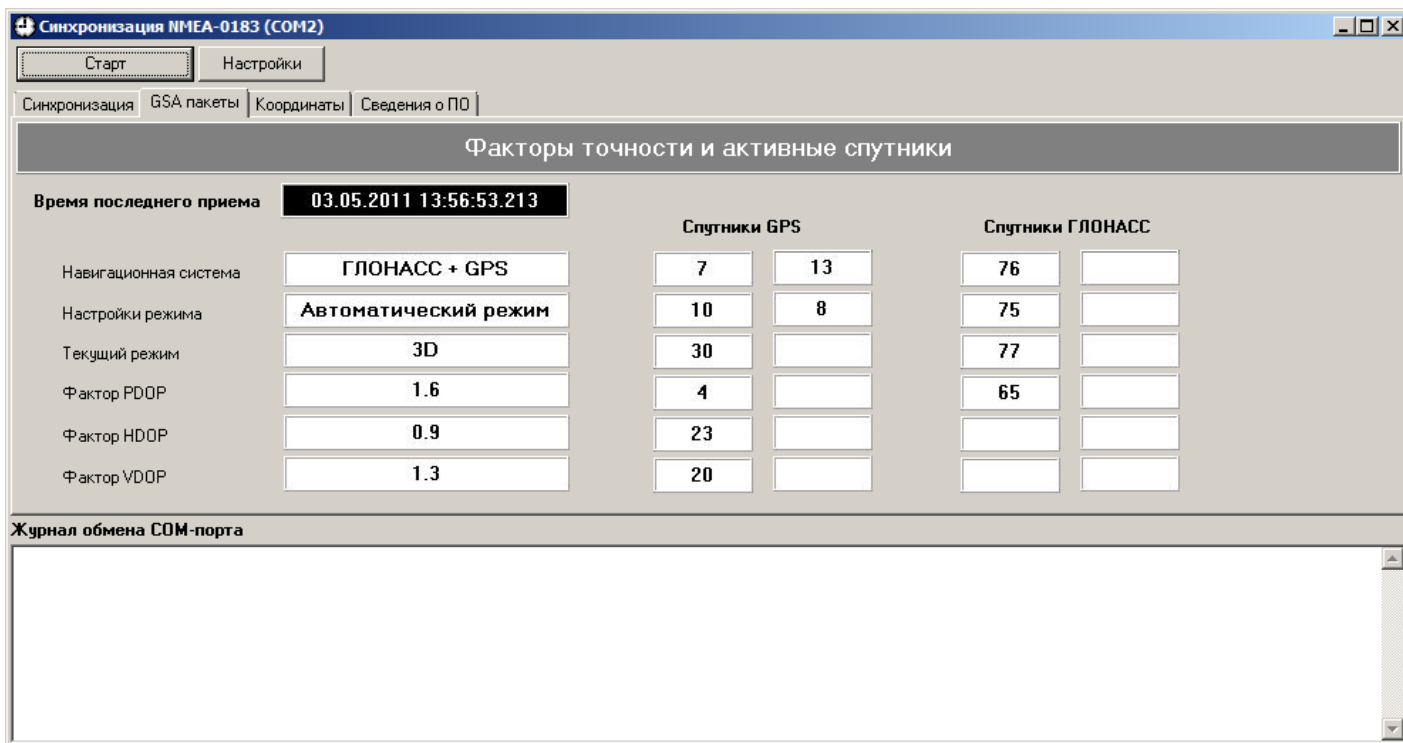 Синхронизация NMEA-0183 (COM2)
Старт Настройки
Синхронизация GSA пакеты Координаты Сведения о ПО
Факторы точности и активные спутники
Время последнего приема 03.05.2011 13:56:53.213
Спутники GPS Спутники ГЛОНАСС
Навигационная система ГЛОНАСС + GPS 7 13 76
Настройки режима Автоматический режим 10 8 75
Текущий режим 3D 30 77
Фактор PDOP 1.6 4 65
Фактор HDOP 0.9 23
Фактор VDOP 1.3 20
Журнал обмена COM-порта